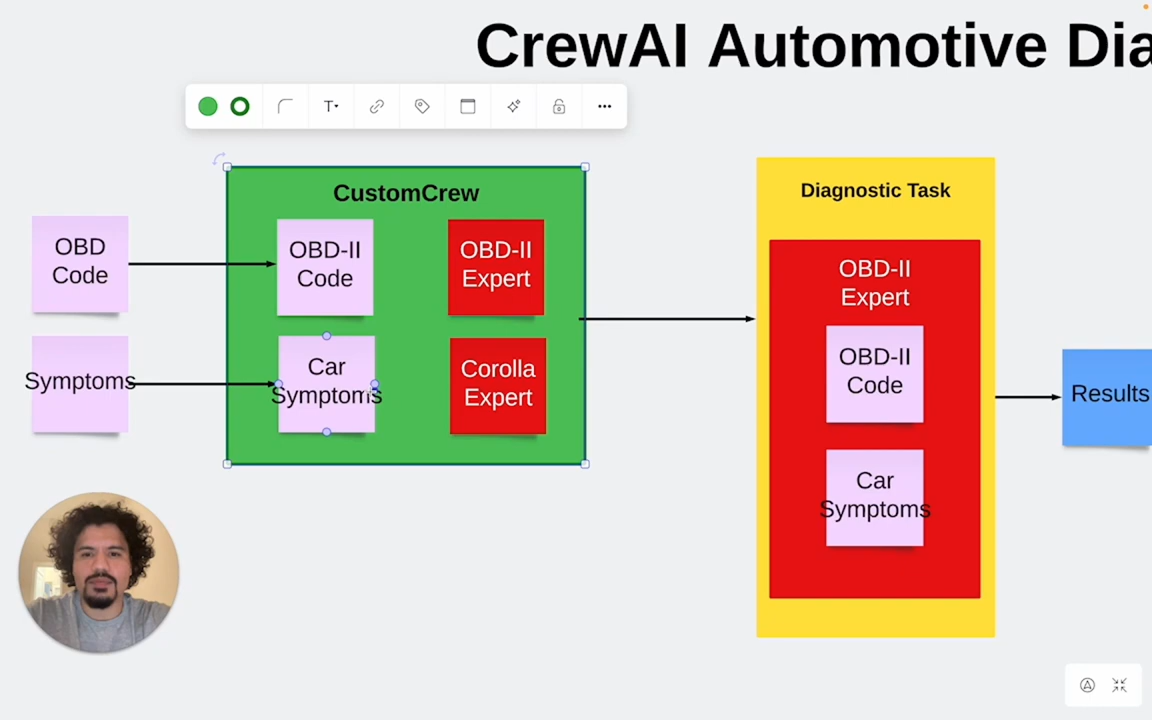 CrewAI Automotive Dia
T
CustomCrew
OBD
Code
Symptoms
OBD-II
Code
Car
Symptoms
OBD-II
Expert
Corolla
Expert
Diagnostic Task
OBD-II
Expert
OBD-II
Code
Car
Symptoms
Results